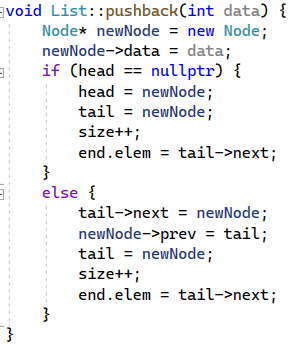 void List::pushback(int data) {
    Node* newNode = new Node;
    newNode->data = data;
    if (head == nullptr) {
        head = newNode;
        tail = newNode;
        size++;
        end.elem = tail->next;
    }
    else {
        tail->next = newNode;
        newNode->prev = tail;
        tail = newNode;
        size++;
        end.elem = tail->next;
    }
}